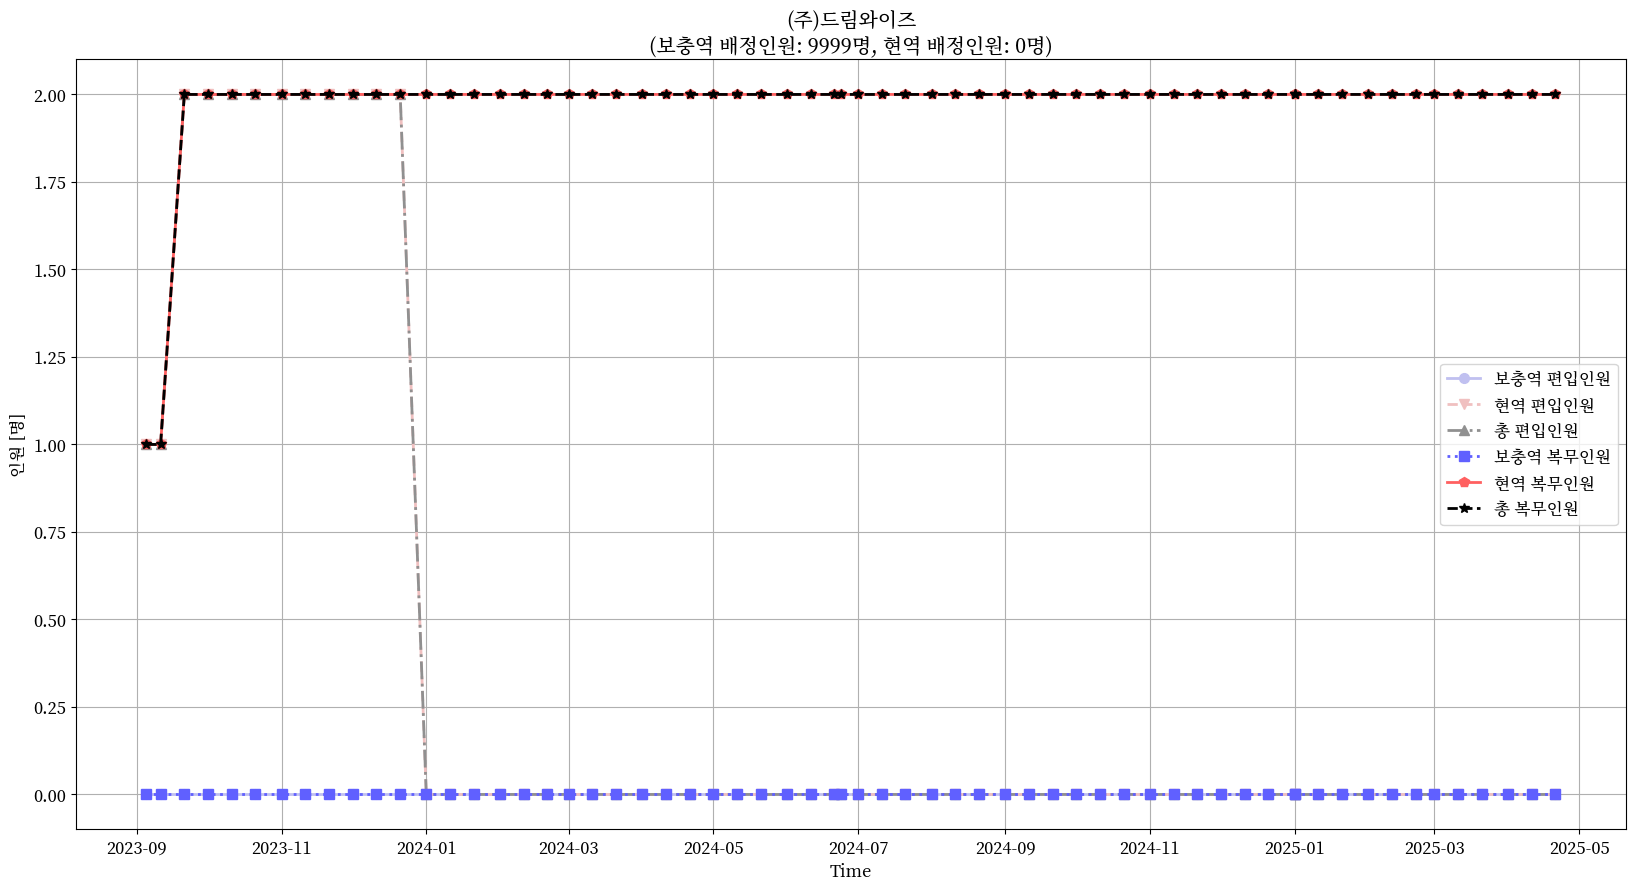 (주)드림와이즈
(보충역 배정인원: 9999명, 현역 배정인원: 0명)
인원 [명]
2.00
1.75
1.50
1.25
1.00
0.75
0.50
0.25
0.00
보충역 편입인원
현역 편입인원
총 편입인원
보충역 복무인원
현역 복무인원
총 복무인원
2023-09 2023-11 2024-01 2024-03 2024-05 2024-07 2024-09 2024-11 2025-01 2025-03 2025-05
Time